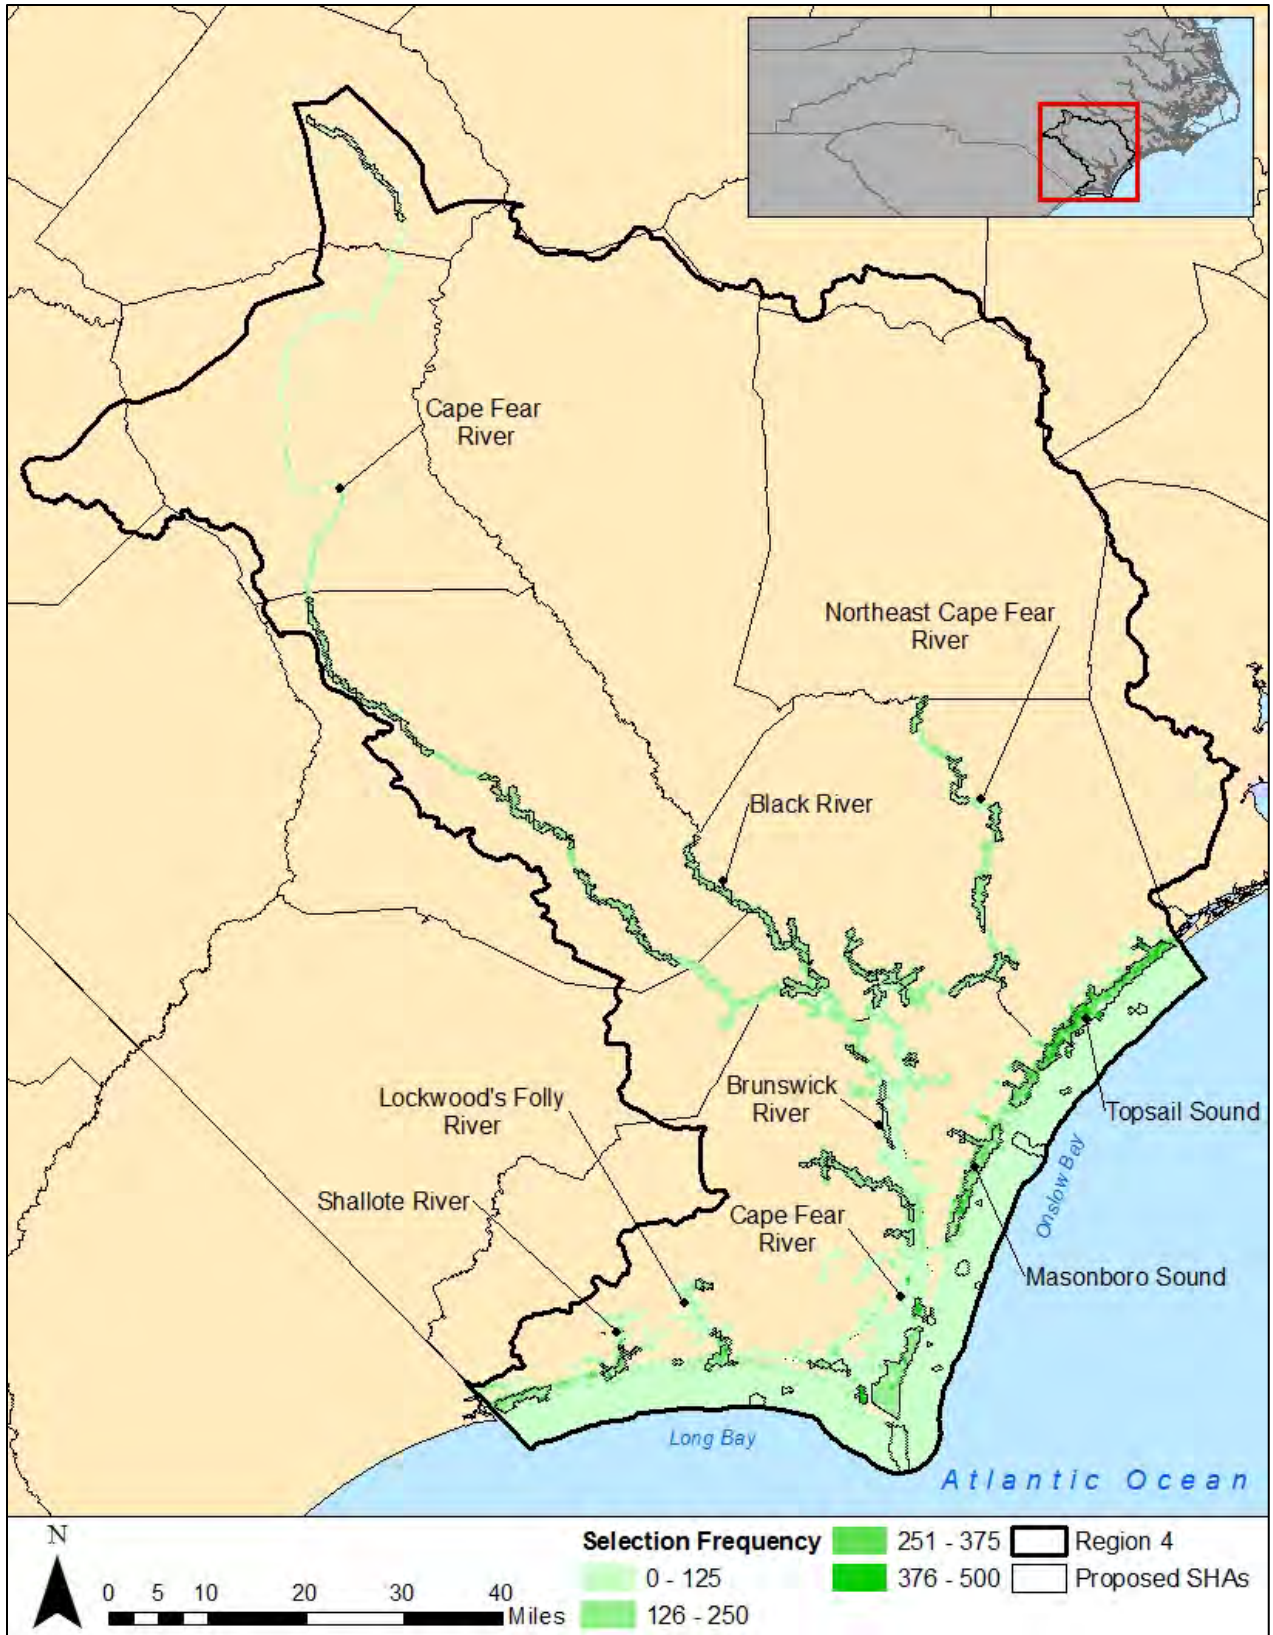 Cape Fear
River
Northeast Cape Fear
River
Black River
Brunswick
River
Lockwood's Folly
River
Topsail Sound
Onslow Bay
Shallote River
Cape Fear
River
Masonboro Sound
Long Bay
Atlantic Ocean
N
0 5 10 20 30 40
Miles
Selection Frequency
0 - 125
126 - 250
251 - 375
376 - 500
Region 4
Proposed SHAs